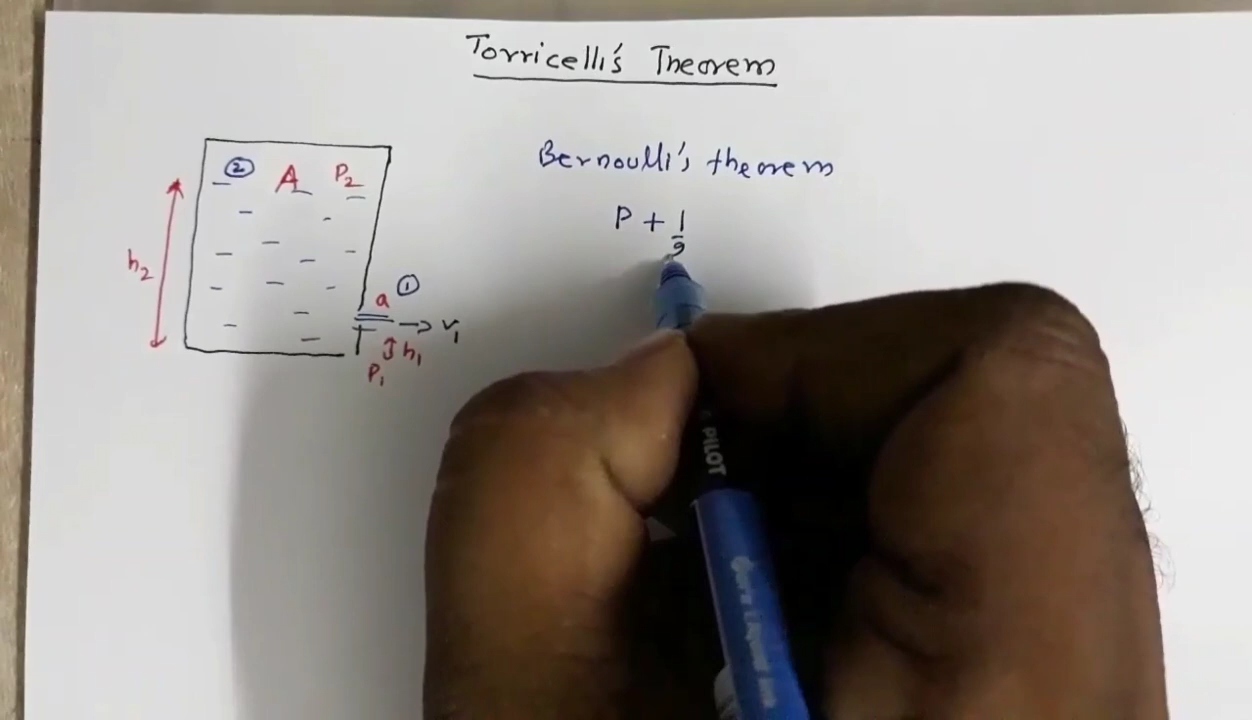 Torricelli's Theorem
Bernoulli's theorem
P + 1/2
② A P₂
h₂
a ①
→ v₁
h₁
P₁
PILOT